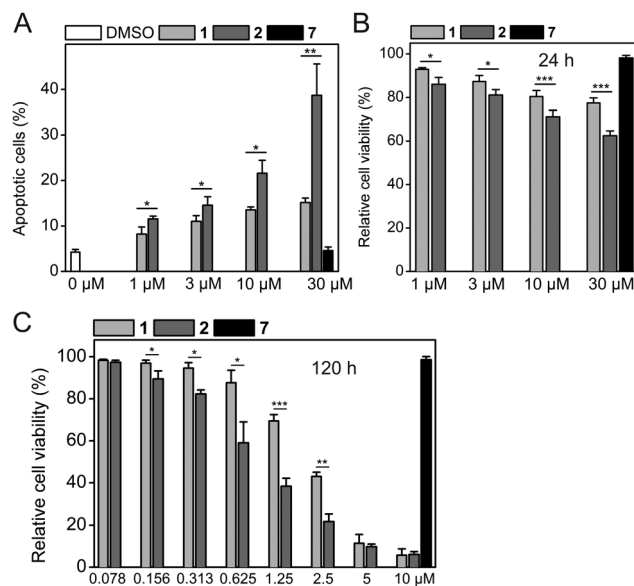 A
DMSO 1 2 7
Apoptotic cells (%)
40
30
20
10
0
* * * **
0 µM 1 µM 3 µM 10 µM 30 µM
B
1 2 7
Relative cell viability (%)
100
80
60
40
20
0
24 h
* * *** ***
1 µM 3 µM 10 µM 30 µM
C
1 2 7
Relative cell viability (%)
100
80
60
40
20
0
120 h
* * * *** **
0.078 0.156 0.313 0.625 1.25 2.5 5 10 µM